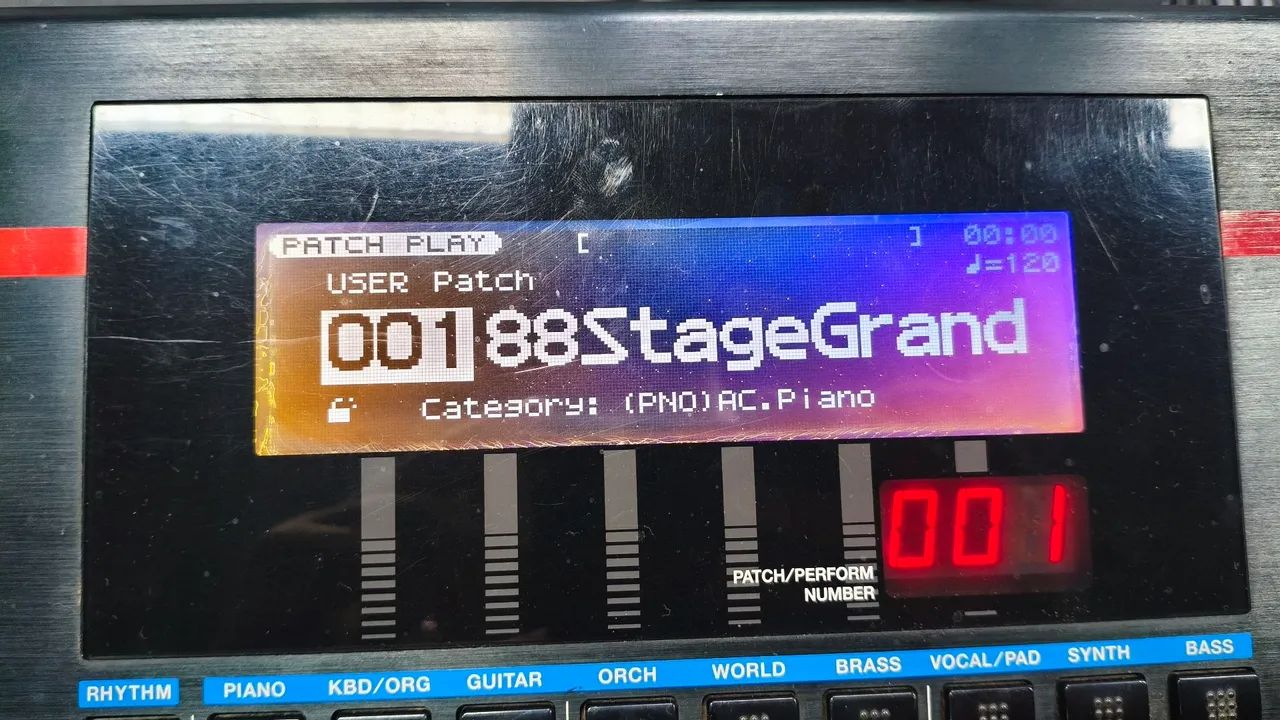 PATCH PLAY [ ] 00:00
♩=120
USER Patch
001 88StageGrand
Category: (PNO)AC.Piano
001
PATCH/PERFORM
NUMBER
RHYTHM PIANO KBD/ORG GUITAR ORCH WORLD BRASS VOCAL/PAD SYNTH BASS